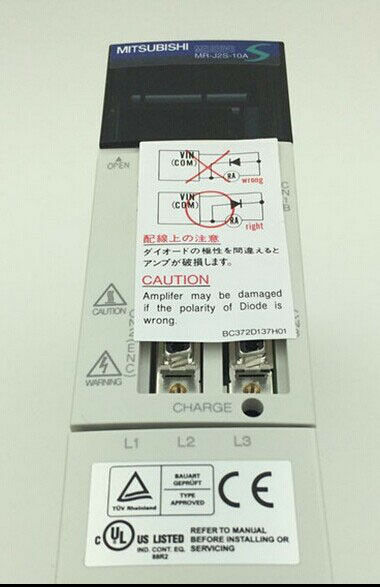 MITSUBISHI
MR-J2S-10A
OPEN
VIN
(COM)
RA
wrong
VIN
(COM)
RA
right
CN1B
配線上の注意
ダイオードの極性を間違えると
アンプが破損します。
CAUTION
Amplifer may be damaged
if the polarity of Diode is
wrong.
BC372D137H01
CAUTION
WARNING
CHARGE
L1 L2 L3
TÜV Rheinland
BAUART
GEPRÜFT
TYPE
APPROVED
CE
C UL US LISTED
IND. CONT. EQ.
88R2
REFER TO MANUAL
BEFORE INSTALLING OR
SERVICING